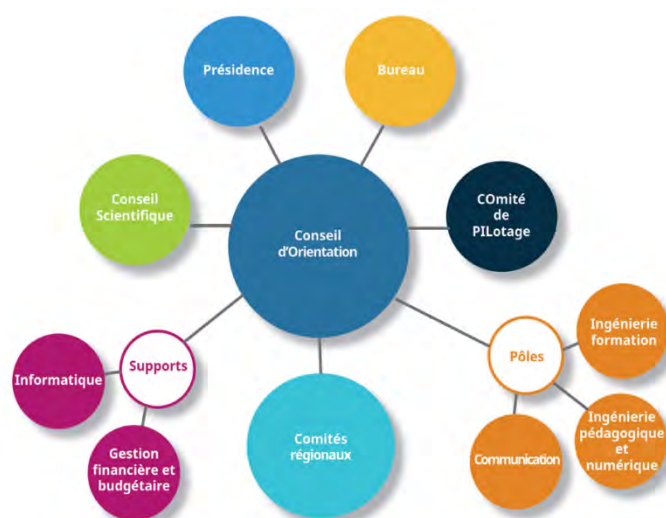 Présidence
Bureau
Conseil
Scientifique
COmité
de
PILotage
Conseil
d'Orientation
Ingénierie
formation
Pôles
Supports
Informatique
Ingénierie
pédagogique
et
numérique
Gestion
financière et
budgétaire
Comités
régionaux
Communication